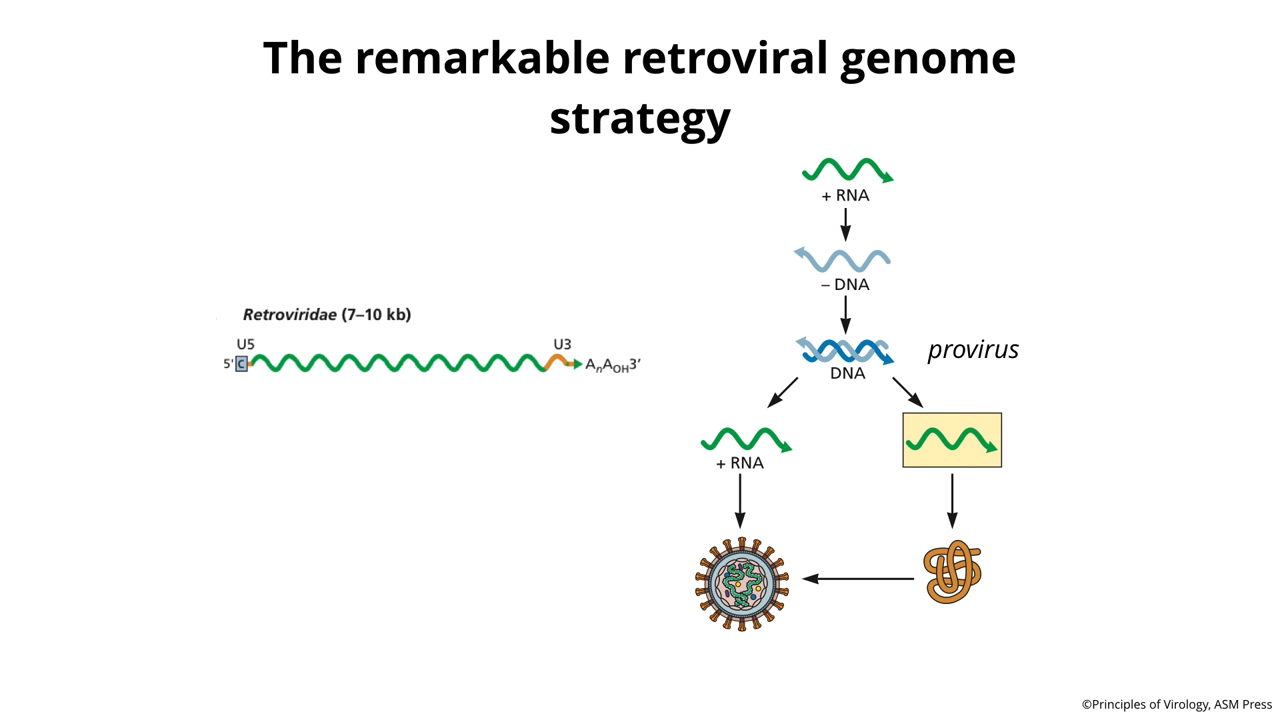 The remarkable retroviral genome
strategy
+ RNA
– DNA
Retroviridae (7–10 kb)
U5 U3
5' C AnAOH3'
provirus
DNA
+ RNA
©Principles of Virology, ASM Press